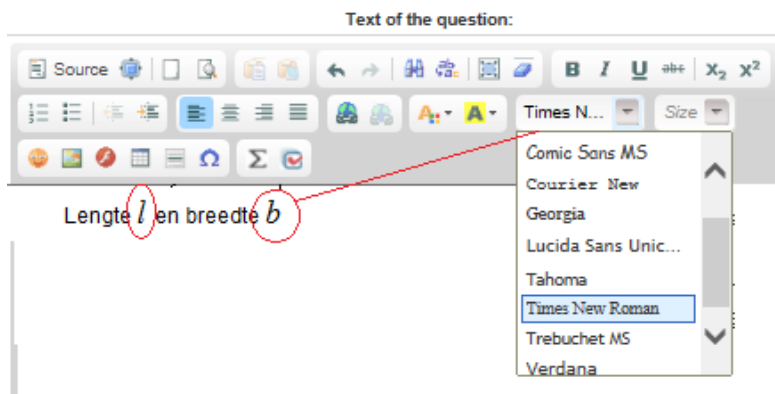 Text of the question:
Source
B I U abc X₂ X²
A A Times N... Size
Σ Ω
Lengte l en breedte b
Comic Sans MS
Courier New
Georgia
Lucida Sans Unic...
Tahoma
Times New Roman
Trebuchet MS
Verdana